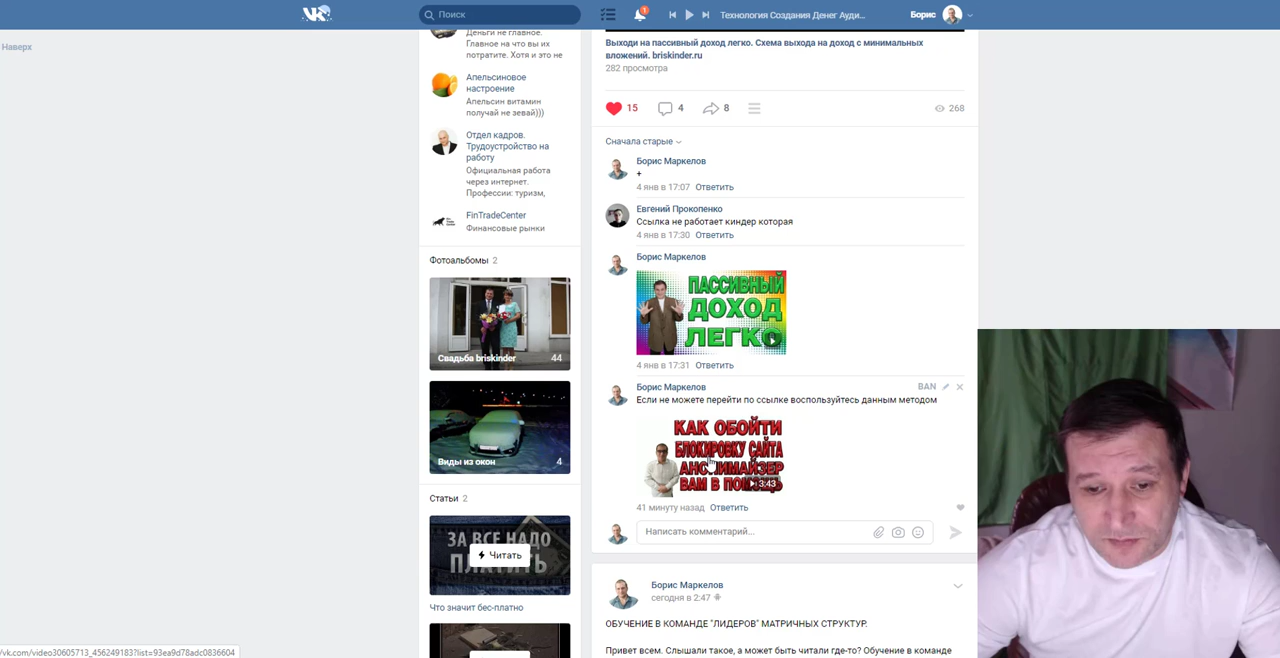 Поиск
1
Технология Создания Денег Ауди...
Борис
Наверх
Деньги не главное.
Главное на что вы их
потратите. Хотя и это не
Апельсиновое
настроение
Апельсин витамин
получай не зевай)))
Отдел кадров.
Трудоустройство на
работу
Официальная работа
через интернет.
Профессии: туризм,
FinTradeCenter
Финансовые рынки
Фотоальбомы 2
Свадьба briskinder 44
Виды из окон 4
Статьи 2
ЗА ВСЕ НАДО
ПЛАТИТЬ
Читать
Что значит бес-платно
Выходи на пассивный доход легко. Схема выхода на доход с минимальных
вложений. briskinder.ru
282 просмотра
15 4 8 268
Сначала старые
Борис Маркелов
+
4 янв в 17:07 Ответить
Евгений Прокопенко
Ссылка не работает киндер которая
4 янв в 17:30 Ответить
Борис Маркелов
ПАССИВНЫЙ
ДОХОД
ЛЕГКО
4 янв в 17:31 Ответить
Борис Маркелов BAN
Если не можете перейти по ссылке воспользуйтесь данным методом
КАК ОБОЙТИ
БЛОКИРОВКУ САЙТА
АНОНИМАЙЗЕР
ВАМ В ПОМОЩЬ
3:43
41 минуту назад Ответить
Написать комментарий...
Борис Маркелов
сегодня в 2:47
ОБУЧЕНИЕ В КОМАНДЕ "ЛИДЕРОВ" МАТРИЧНЫХ СТРУКТУР.
Привет всем. Слышали такое, а может быть читали где-то? Обучение в команде
/vk.com/video30605713_456249183?list=93ea9d78adc0836604